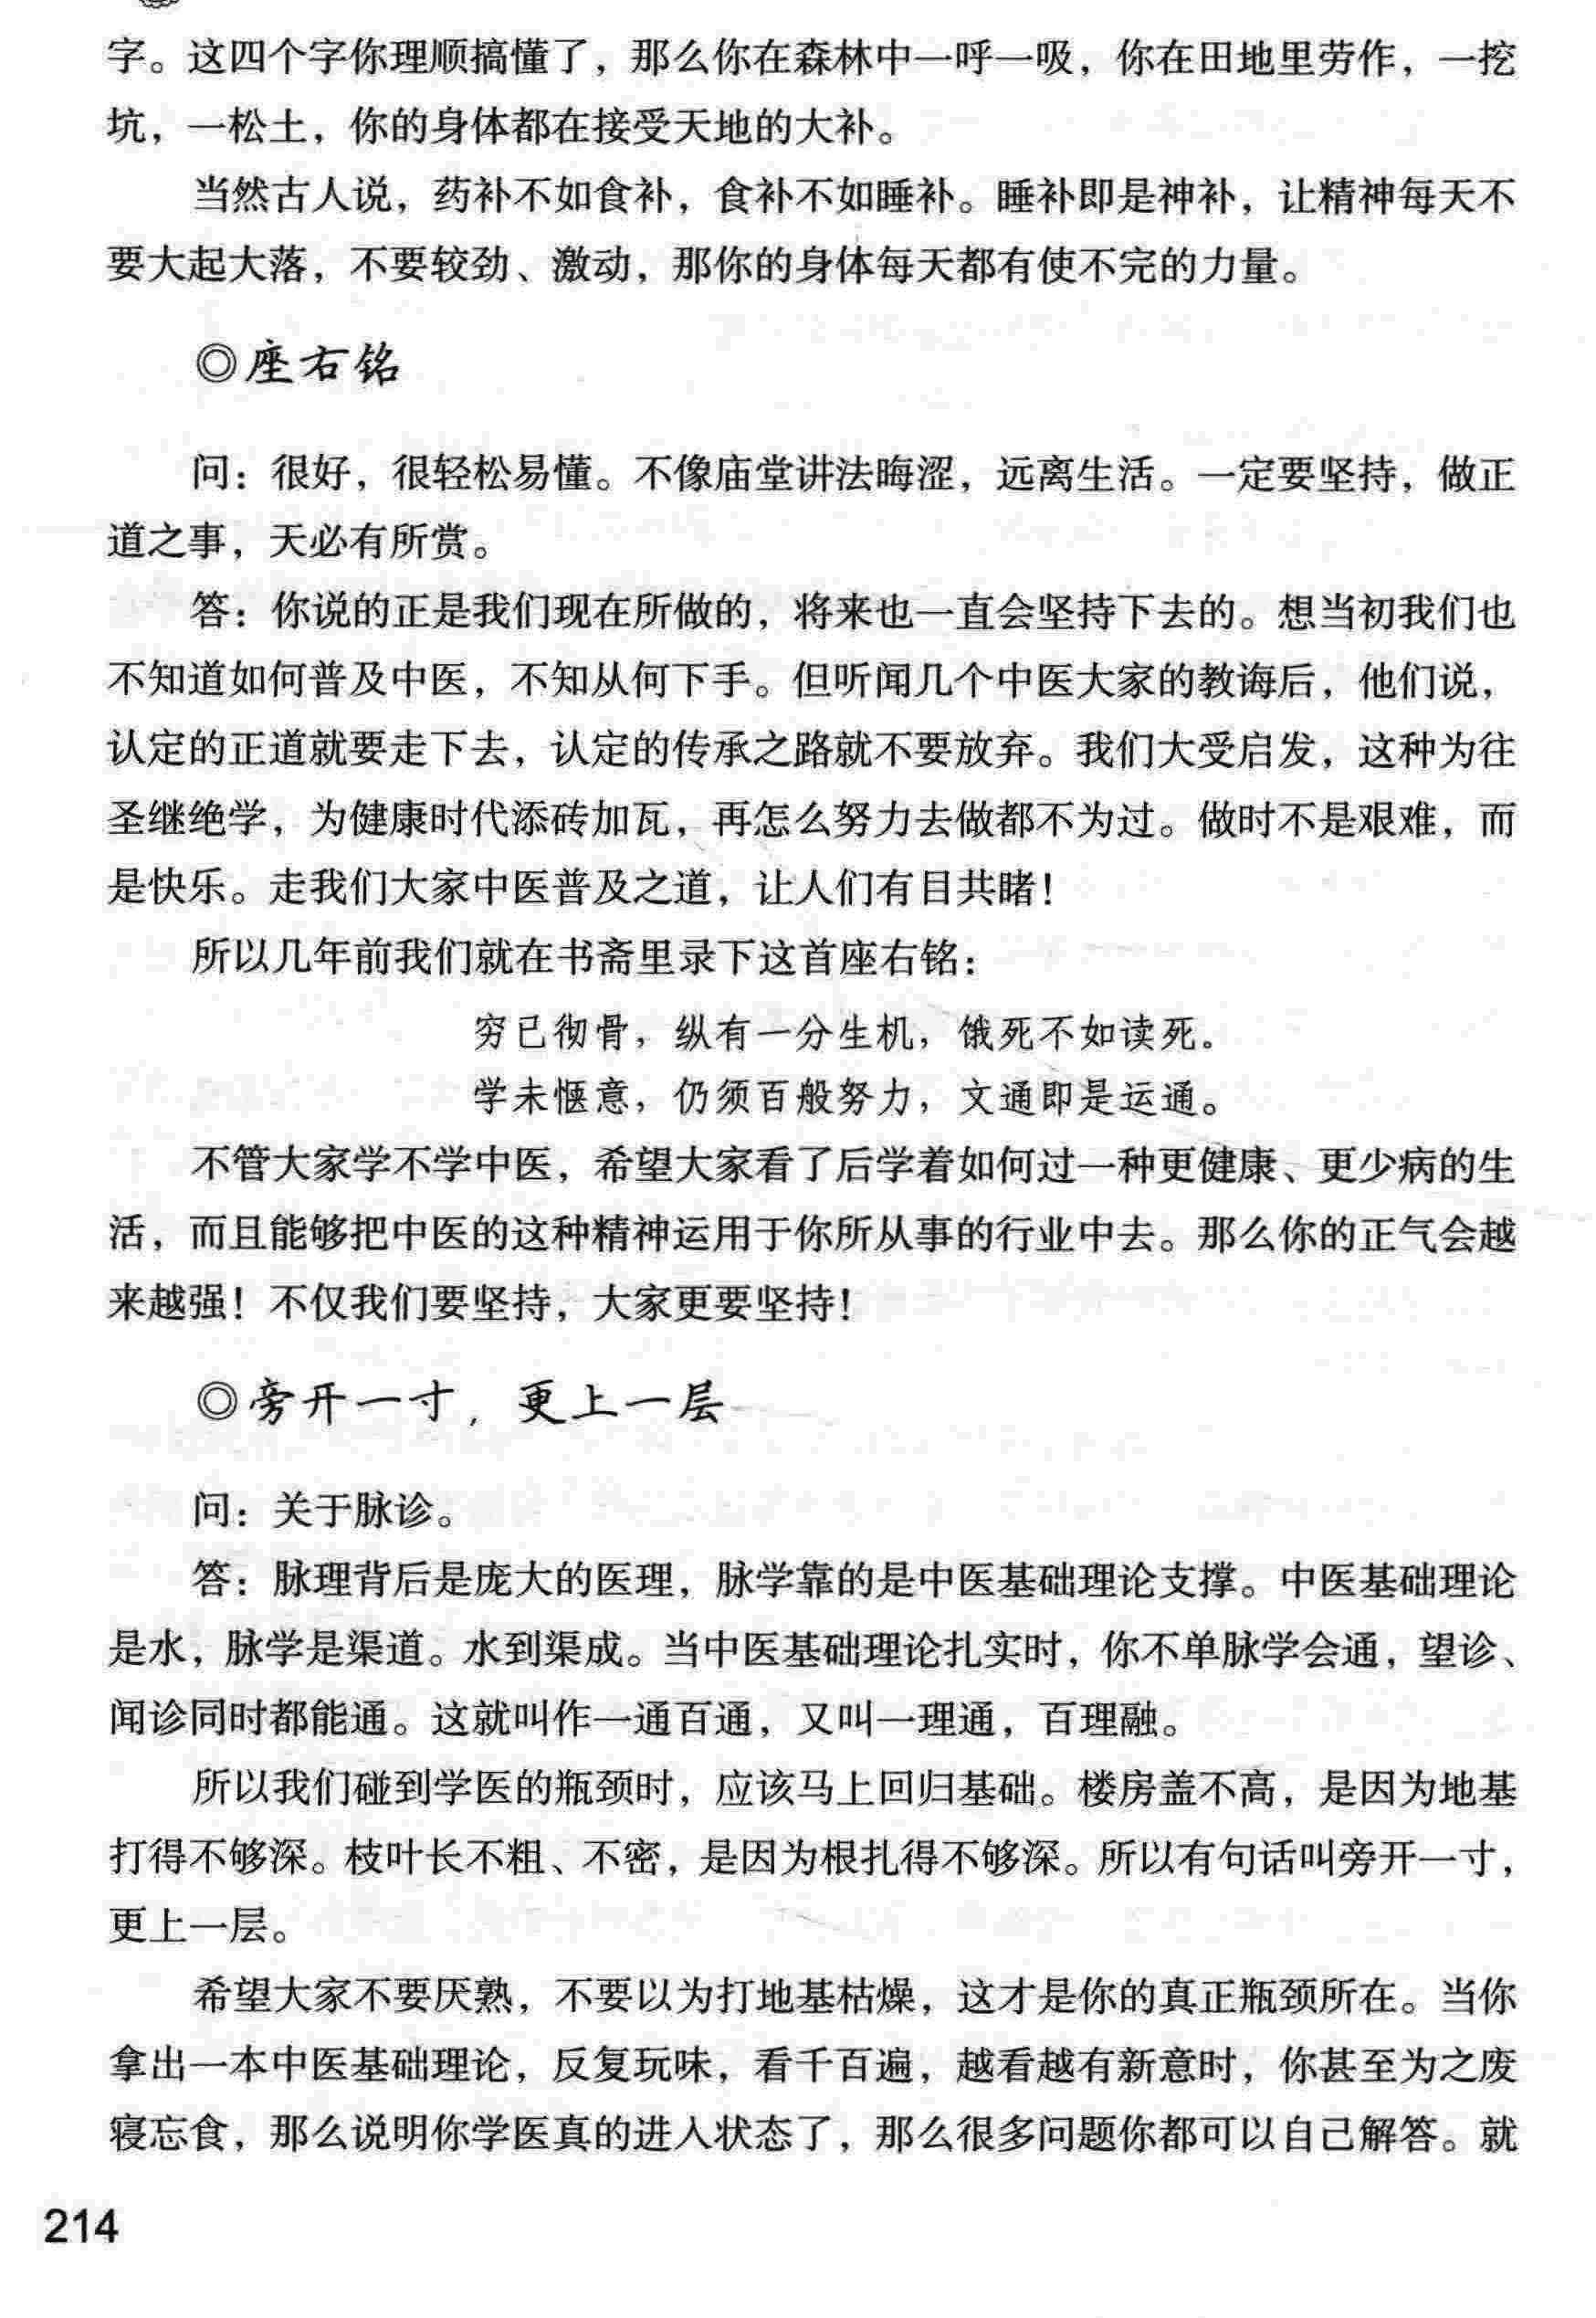 字。这四个字你理顺搞懂了，那么你在森林中一呼一吸，你在田地里劳作，一挖
坑，一松土，你的身体都在接受天地的大补。
当然古人说，药补不如食补，食补不如睡补。睡补即是神补，让精神每天不
要大起大落，不要较劲、激动，那你的身体每天都有使不完的力量。
◎座右铭
问：很好，很轻松易懂。不像庙堂讲法晦涩，远离生活。一定要坚持，做正
道之事，天必有所赏。
答：你说的正是我们现在所做的，将来也一直会坚持下去的。想当初我们也
不知道如何普及中医，不知从何下手。但听闻几个中医大家的教诲后，他们说，
认定的正道就要走下去，认定的传承之路就不要放弃。我们大受启发，这种为往
圣继绝学，为健康时代添砖加瓦，再怎么努力去做都不为过。做时不是艰难，而
是快乐。走我们大家中医普及之道，让人们有目共睹！
所以几年前我们就在书斋里录下这首座右铭：
穷已彻骨，纵有一分生机，饿死不如读死。
学未惬意，仍须百般努力，文通即是运通。
不管大家学不学中医，希望大家看了后学着如何过一种更健康、更少病的生
活，而且能够把中医的这种精神运用于你所从事的行业中去。那么你的正气会越
来越强！不仅我们要坚持，大家更要坚持！
◎旁开一寸，更上一层
问：关于脉诊。
答：脉理背后是庞大的医理，脉学靠的是中医基础理论支撑。中医基础理论
是水，脉学是渠道。水到渠成。当中医基础理论扎实时，你不单脉学会通，望诊、
闻诊同时都能通。这就叫作一通百通，又叫一理通，百理融。
所以我们碰到学医的瓶颈时，应该马上回归基础。楼房盖不高，是因为地基
打得不够深。枝叶长不粗、不密，是因为根扎得不够深。所以有句话叫旁开一寸，
更上一层。
希望大家不要厌熟，不要以为打地基枯燥，这才是你的真正瓶颈所在。当你
拿出一本中医基础理论，反复玩味，看千百遍，越看越有新意时，你甚至为之废
寝忘食，那么说明你学医真的进入状态了，那么很多问题你都可以自己解答。就
214